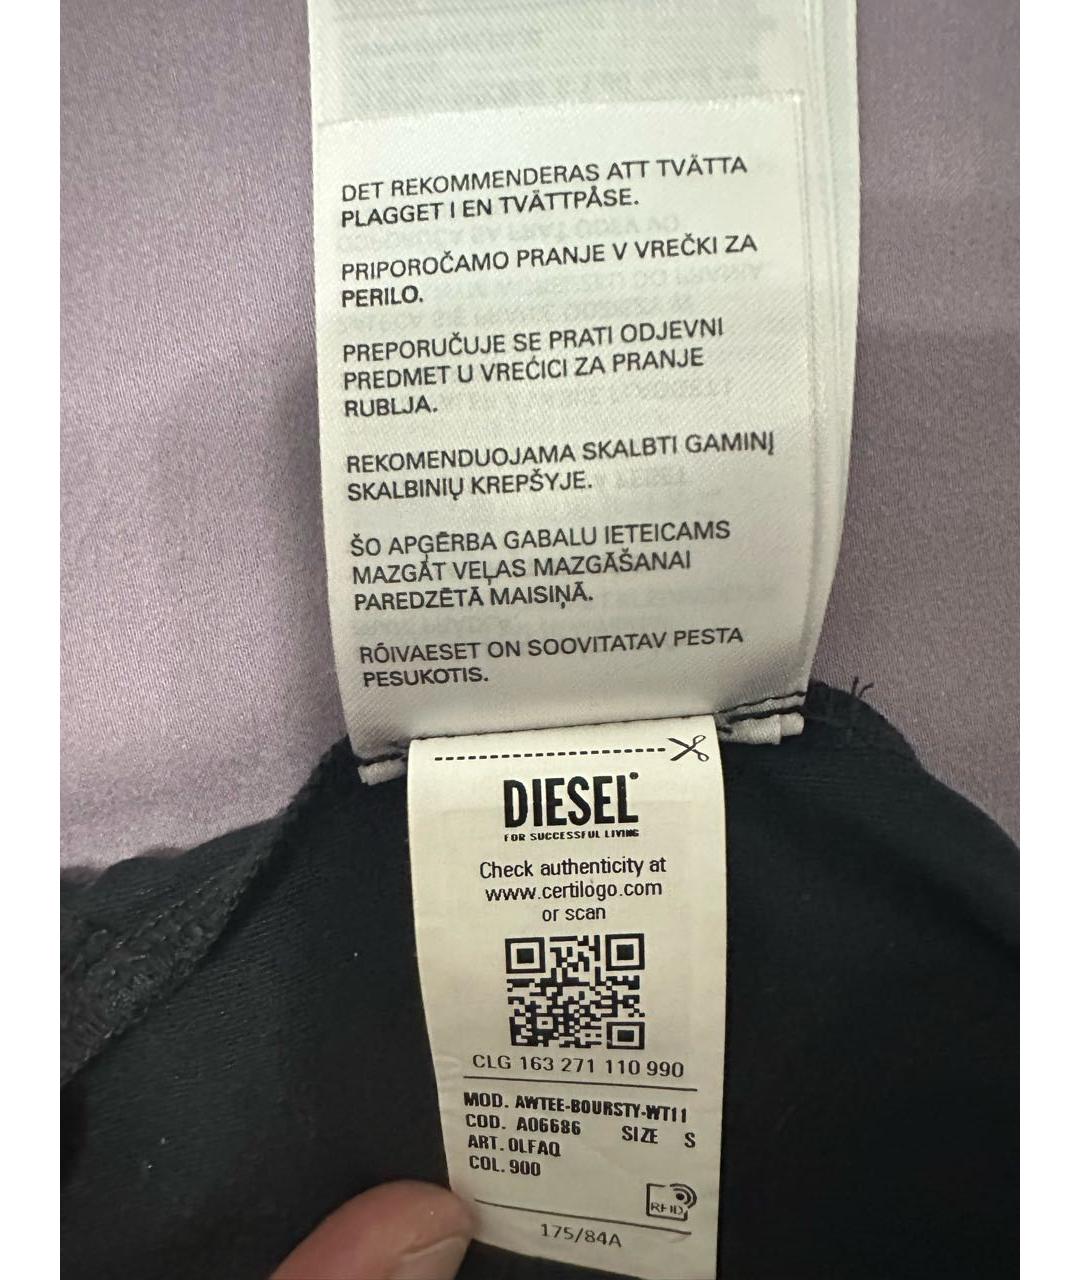 DET REKOMMENDERAS ATT TVÄTTA
PLAGGET I EN TVÄTTPÅSE.
PRIPOROČAMO PRANJE V VREČKI ZA
PERILO.
PREPORUČUJE SE PRATI ODJEVNI
PREDMET U VREĆICI ZA PRANJE
RUBLJA.
REKOMENDUOJAMA SKALBTI GAMINĮ
SKALBINIŲ KREPŠYJE.
ŠO APĢĒRBA GABALU IETEICAMS
MAZGĀT VEĻAS MAZGĀŠANAI
PAREDZĒTĀ MAISIŅĀ.
RÕIVAESET ON SOOVITATAV PESTA
PESUKOTIS.
DIESEL
FOR SUCCESSFUL LIVING
Check authenticity at
www.certilogo.com
or scan
CLG 163 271 110 990
MOD. AWTEE-BOURSTY-WT11
COD. A06686 SIZE S
ART. OLFAQ
COL. 900
RFID
175/84A